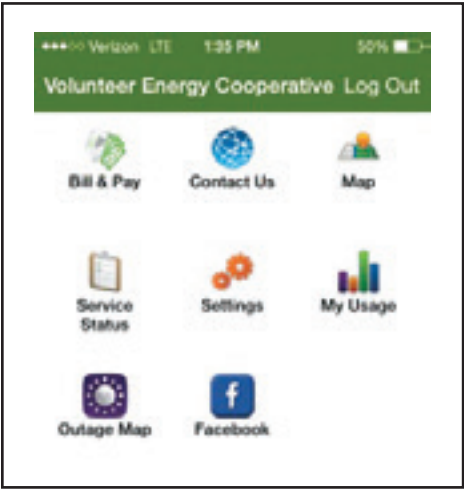 Verizon LTE 1:35 PM 50%
Volunteer Energy Cooperative Log Out
Bill & Pay Contact Us Map
Service
Status
Settings My Usage
Outage Map Facebook